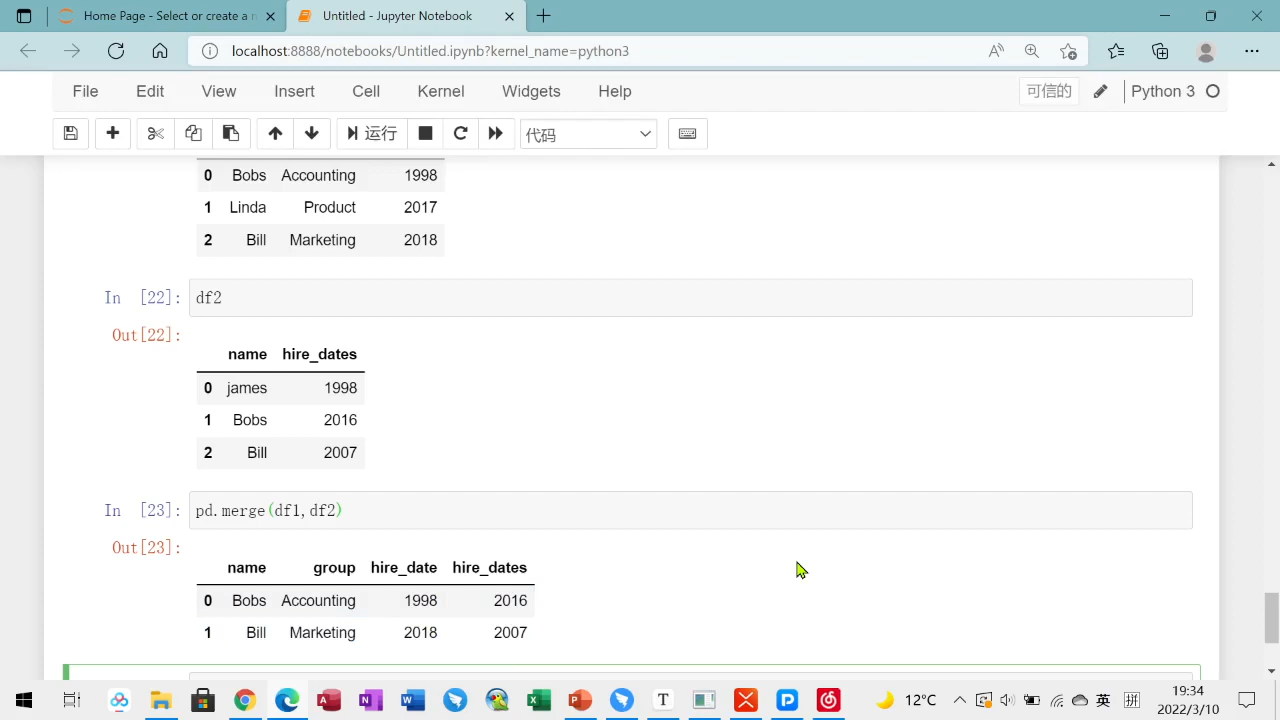 Home Page - Select or create a n
Untitled - Jupyter Notebook
localhost:8888/notebooks/Untitled.ipynb?kernel_name=python3
File Edit View Insert Cell Kernel Widgets Help 可信的 Python 3
运行 代码
0 Bobs Accounting 1998
1 Linda Product 2017
2 Bill Marketing 2018
In [22]: df2
Out[22]:
name hire_dates
0 james 1998
1 Bobs 2016
2 Bill 2007
In [23]: pd.merge(df1,df2)
Out[23]:
name group hire_date hire_dates
0 Bobs Accounting 1998 2016
1 Bill Marketing 2018 2007
12°C 英 拼 19:34
2022/3/10